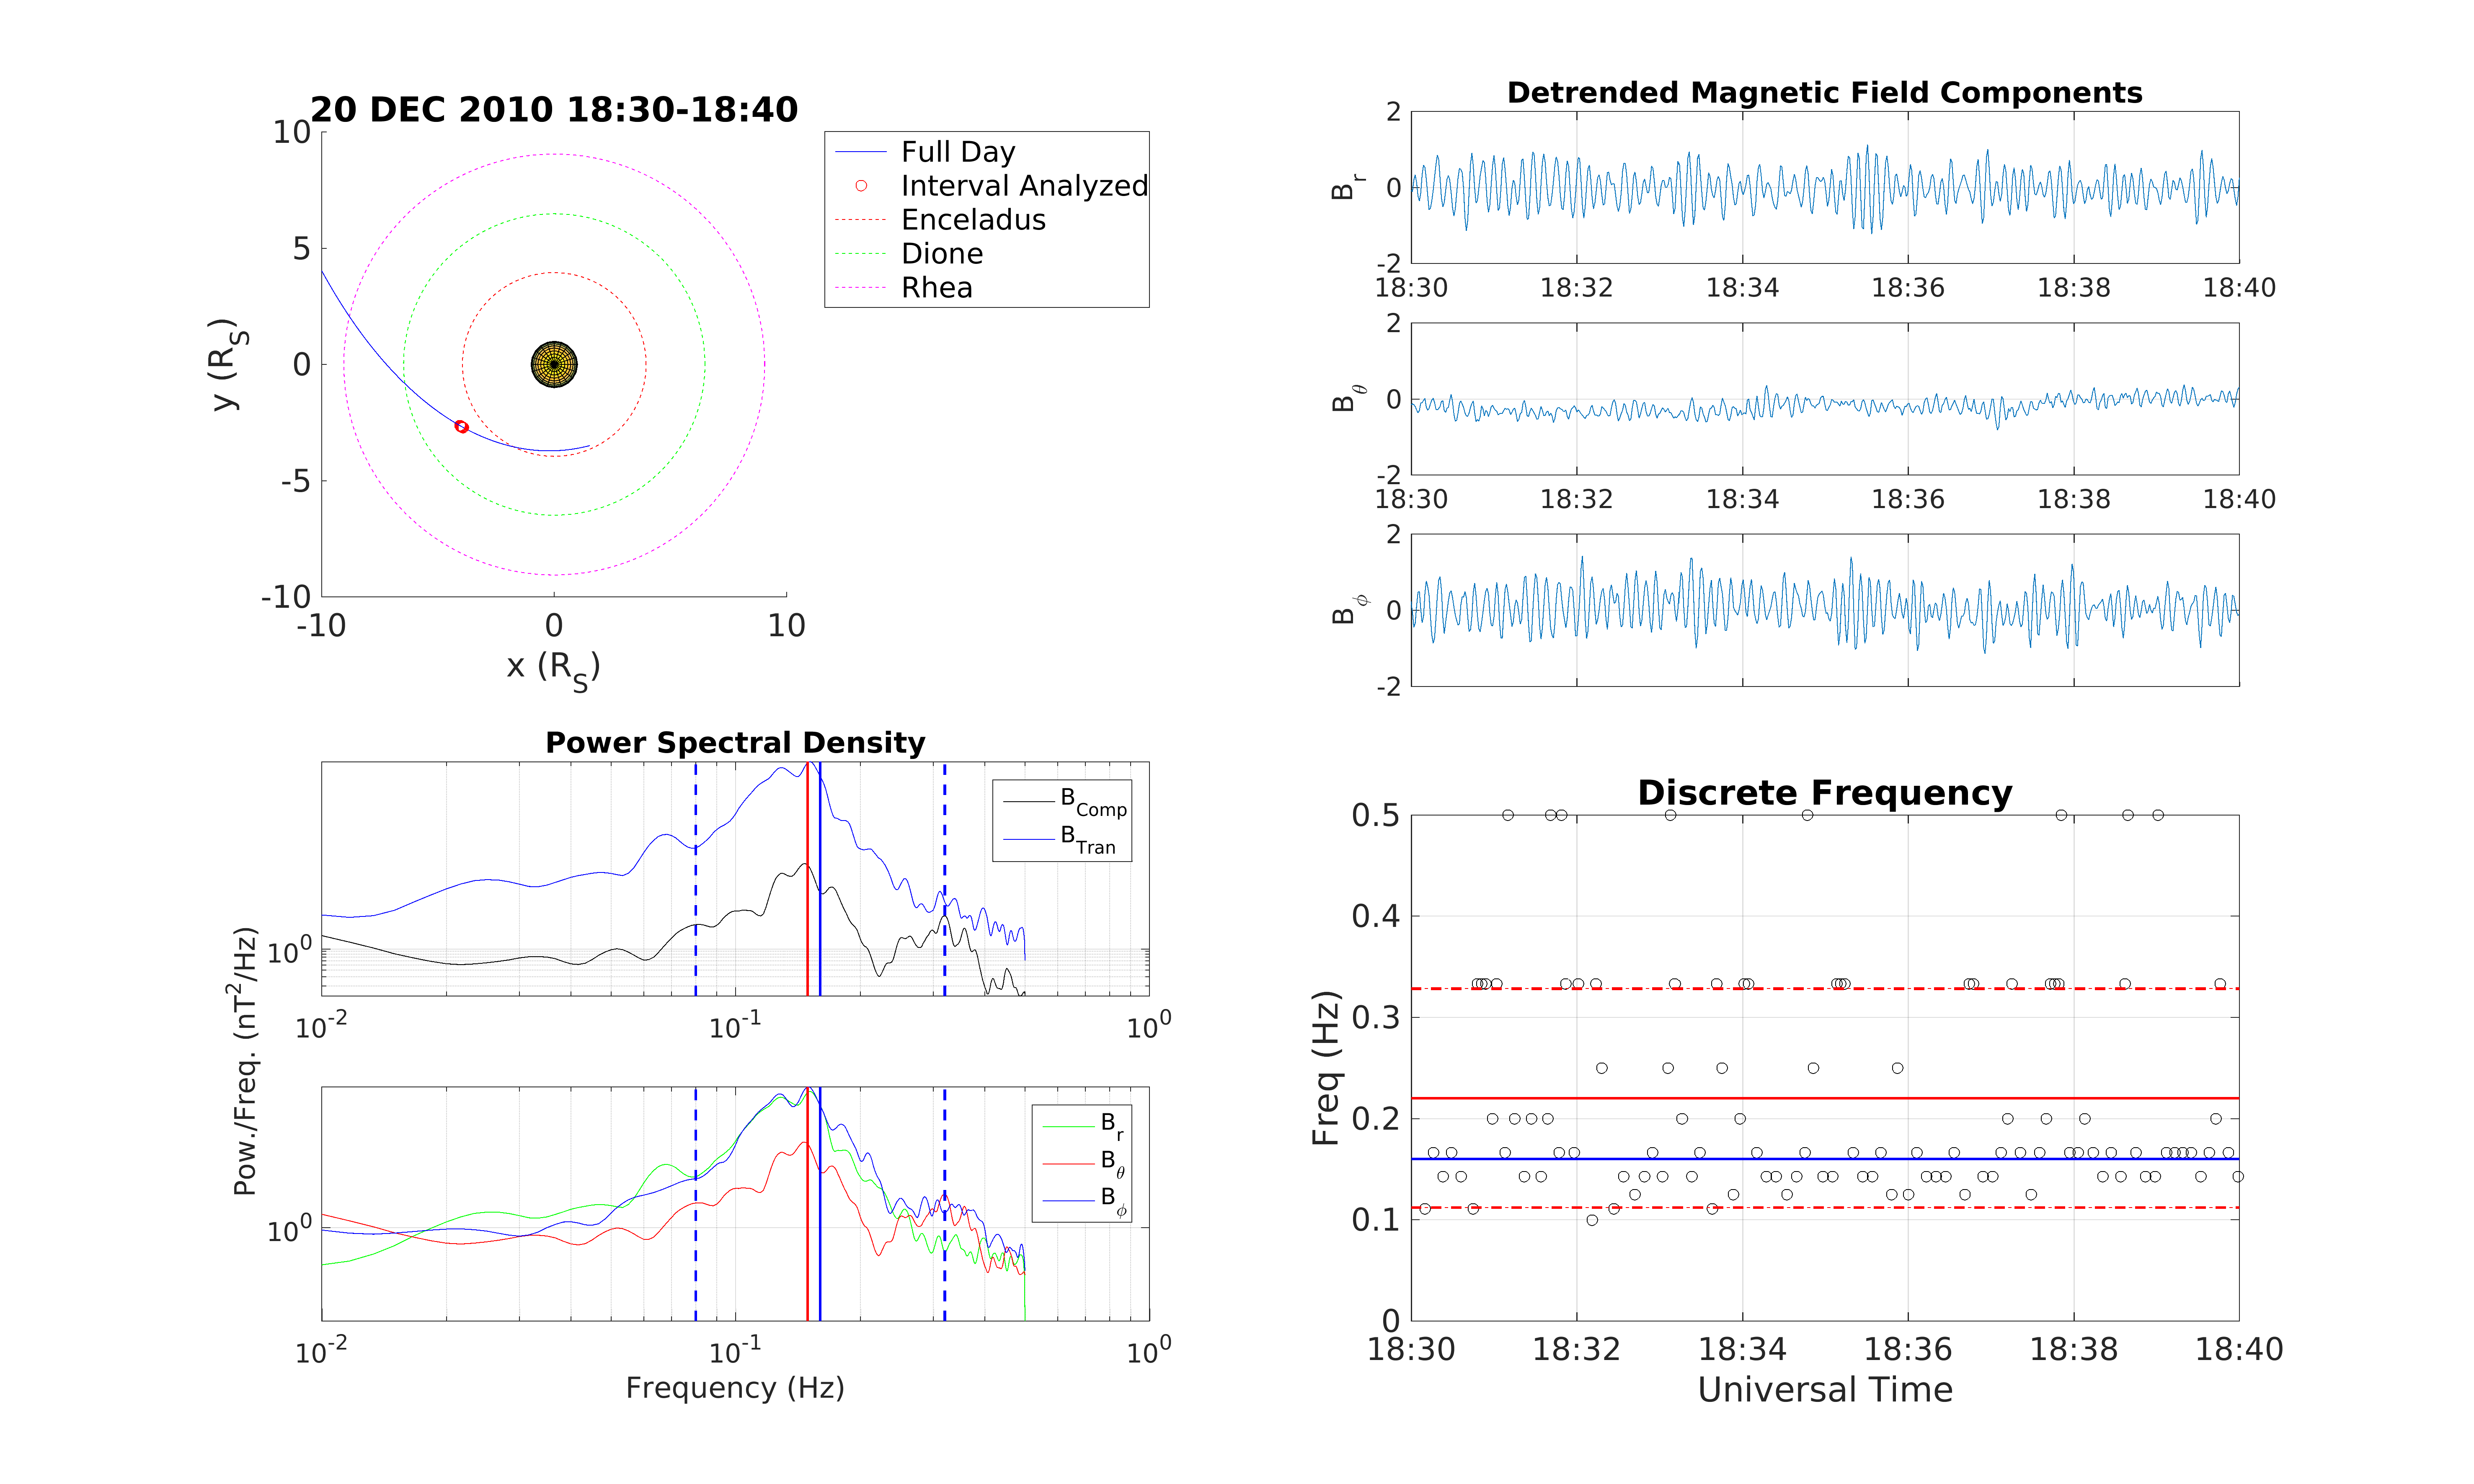 20 DEC 2010 18:30-18:40
10
5
0
-5
-10
-10 0 10
y (R_S)
x (R_S)
Full Day
Interval Analyzed
Enceladus
Dione
Rhea
Detrended Magnetic Field Components
B_r
2
0
-2
18:30 18:32 18:34 18:36 18:38 18:40
B_θ
2
0
-2
18:30 18:32 18:34 18:36 18:38 18:40
B_ϕ
2
0
-2
Power Spectral Density
B_Comp
B_Tran
10^0
10^-2 10^-1 10^0
Pow./Freq. (nT^2/Hz)
B_r
B_θ
B_ϕ
10^0
10^-2 10^-1 10^0
Frequency (Hz)
Discrete Frequency
Freq (Hz)
0.5
0.4
0.3
0.2
0.1
0
18:30 18:32 18:34 18:36 18:38 18:40
Universal Time